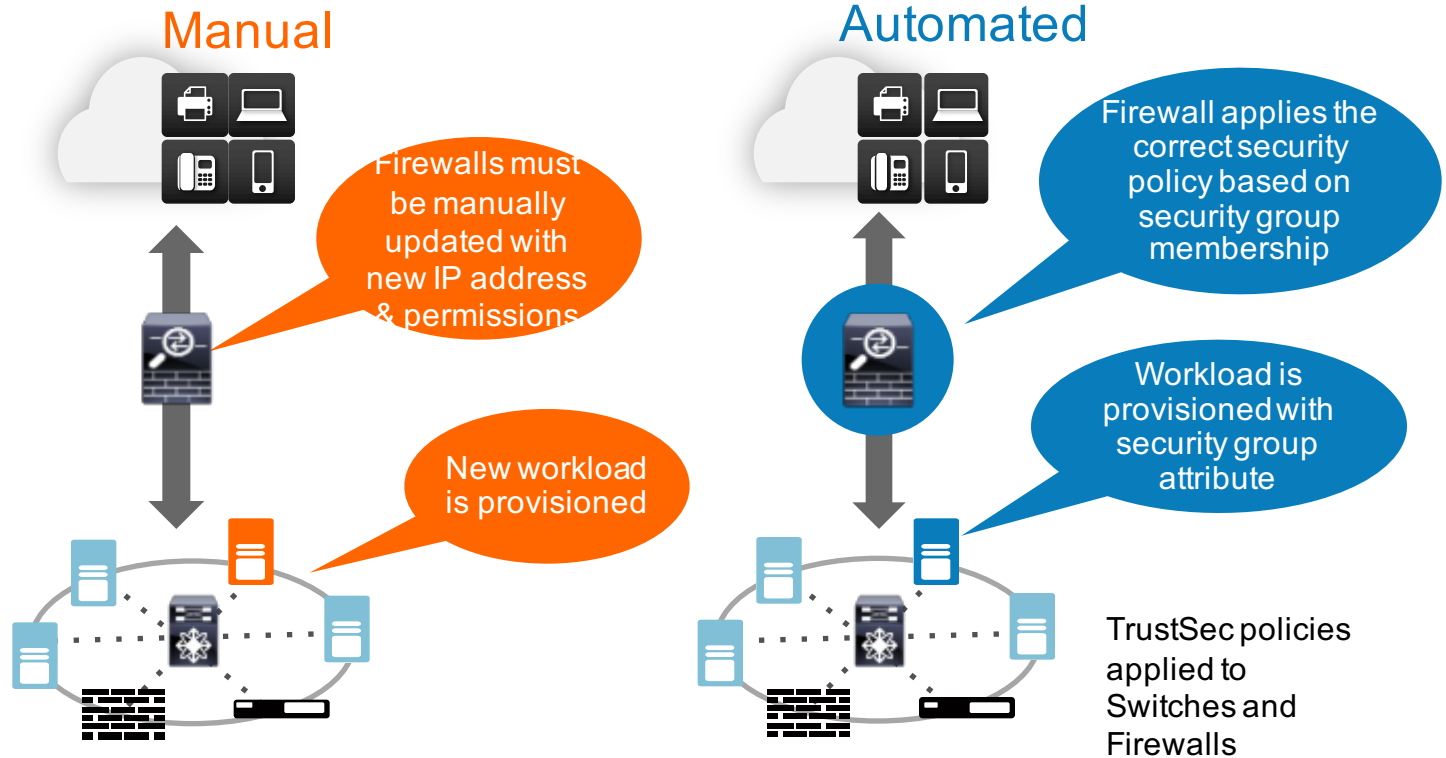 Manual
Firewalls must
be manually
updated with
new IP address
& permissions
New workload
is provisioned
Automated
Firewall applies the
correct security
policy based on
security group
membership
Workload is
provisioned with
security group
attribute
TrustSec policies
applied to
Switches and
Firewalls